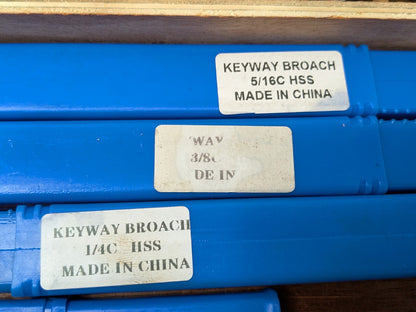 KEYWAY BROACH
5/16C HSS
MADE IN CHINA
WAY
3/8C
DE IN
KEYWAY BROACH
1/4C HSS
MADE IN CHINA